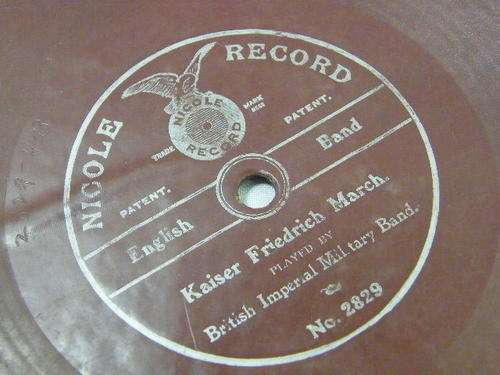 NICOLE RECORD
NICOLE
RECORD
TRADE MARK
PATENT. PATENT.
English Band
Kaiser Friedrich March.
PLAYED BY
British Imperial Military Band.
No. 2829